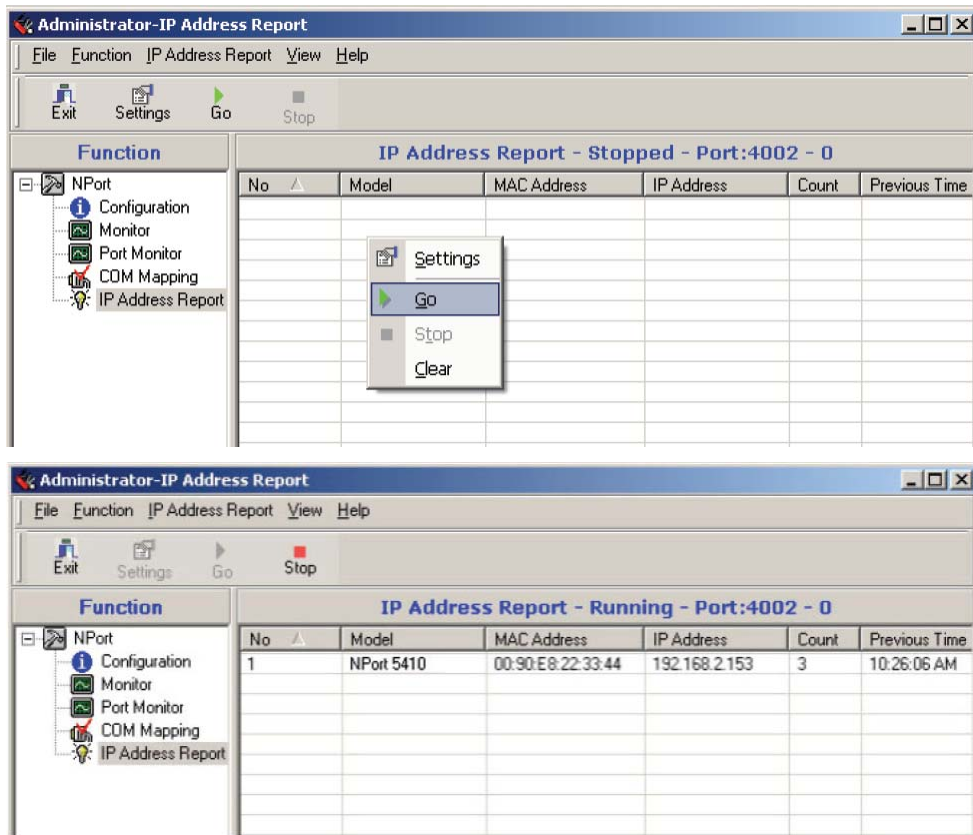 Administrator-IP Address Report
File Function IP Address Report View Help
Exit Settings Go Stop
Function
IP Address Report - Stopped - Port:4002 - 0
NPort
Configuration
Monitor
Port Monitor
COM Mapping
IP Address Report
No Model MAC Address IP Address Count Previous Time
Settings
Go
Stop
Clear
Administrator-IP Address Report
File Function IP Address Report View Help
Exit Settings Go Stop
Function
IP Address Report - Running - Port:4002 - 0
NPort
Configuration
Monitor
Port Monitor
COM Mapping
IP Address Report
No Model MAC Address IP Address Count Previous Time
1 NPort 5410 00:90:E8:22:33:44 192.168.2.153 3 10:26:06 AM